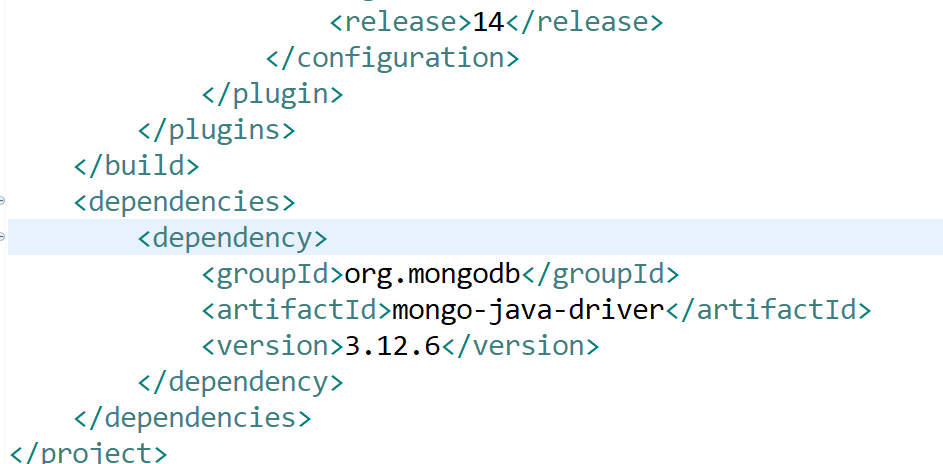 <release>14</release>
</configuration>
</plugin>
</plugins>
</build>
<dependencies>
<dependency>
<groupId>org.mongodb</groupId>
<artifactId>mongo-java-driver</artifactId>
<version>3.12.6</version>
</dependency>
</dependencies>
</project>